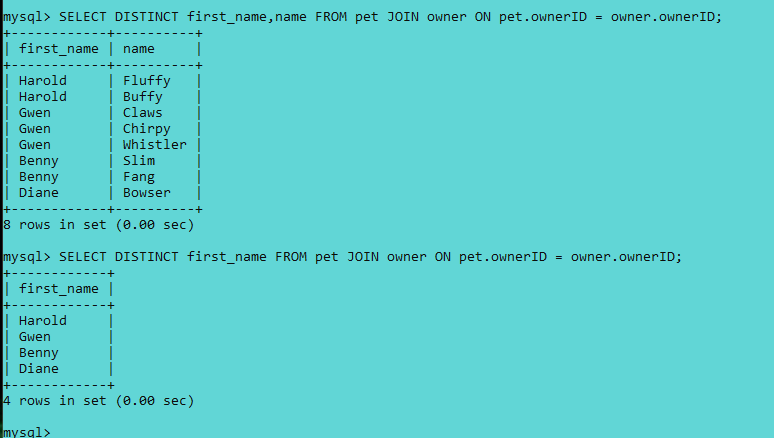 mysql> SELECT DISTINCT first_name,name FROM pet JOIN owner ON pet.ownerID = owner.ownerID;
+------------+----------+
| first_name | name     |
+------------+----------+
| Harold     | Fluffy   |
| Harold     | Buffy    |
| Gwen       | Claws    |
| Gwen       | Chirpy   |
| Gwen       | Whistler |
| Benny      | Slim     |
| Benny      | Fang     |
| Diane      | Bowser   |
+------------+----------+
8 rows in set (0.00 sec)

mysql> SELECT DISTINCT first_name FROM pet JOIN owner ON pet.ownerID = owner.ownerID;
+------------+
| first_name |
+------------+
| Harold     |
| Gwen       |
| Benny      |
| Diane      |
+------------+
4 rows in set (0.00 sec)

mysql>